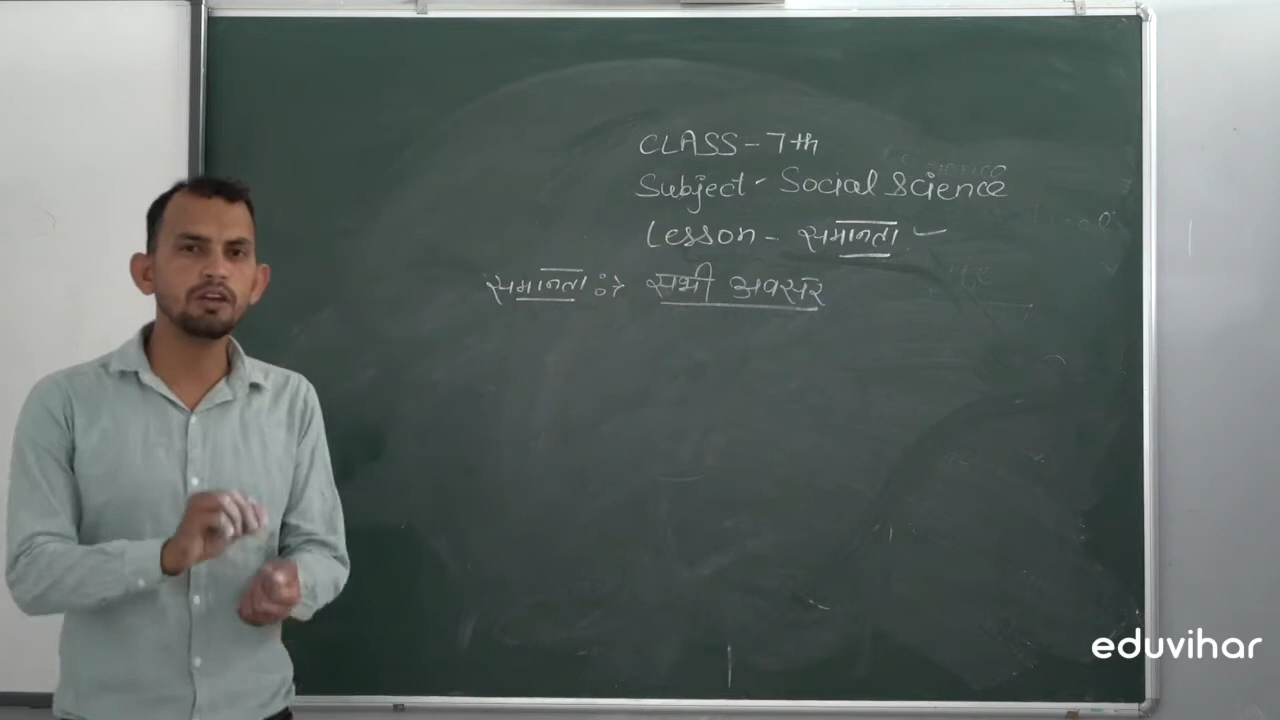 CLASS - 7th
Subject - Social Science
Lesson - समानता
समानता : सभी अवसर
eduvihar